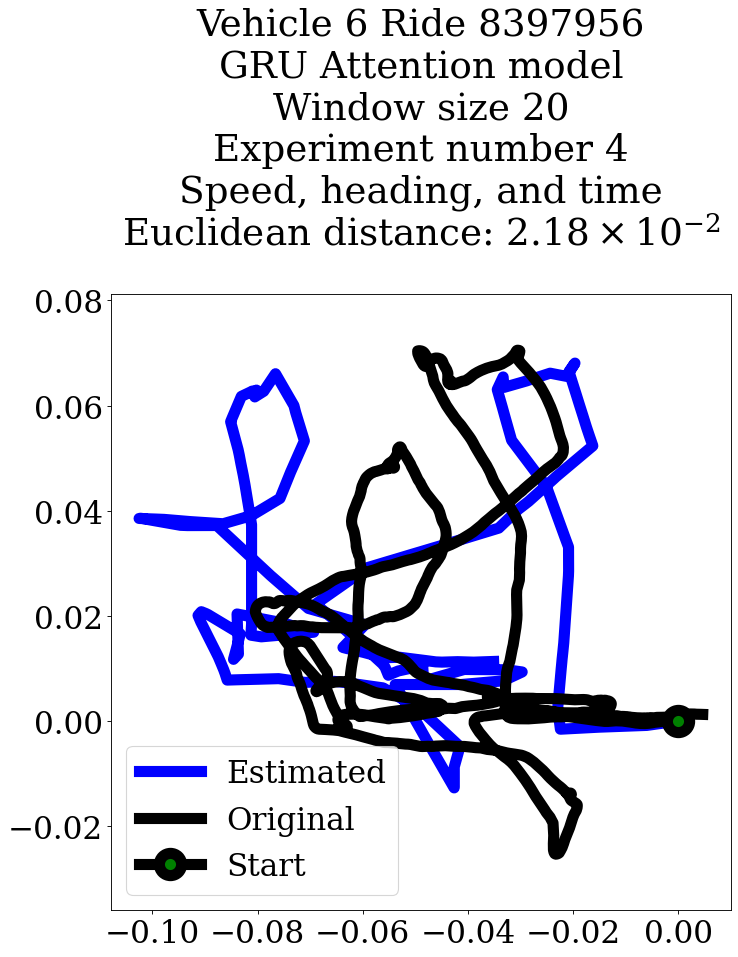 Vehicle 6 Ride 8397956
GRU Attention model
Window size 20
Experiment number 4
Speed, heading, and time
Euclidean distance: 2.18 × 10⁻²
0.08
0.06
0.04
0.02
0.00
−0.02
Estimated
Original
Start
−0.10 −0.08 −0.06 −0.04 −0.02 0.00